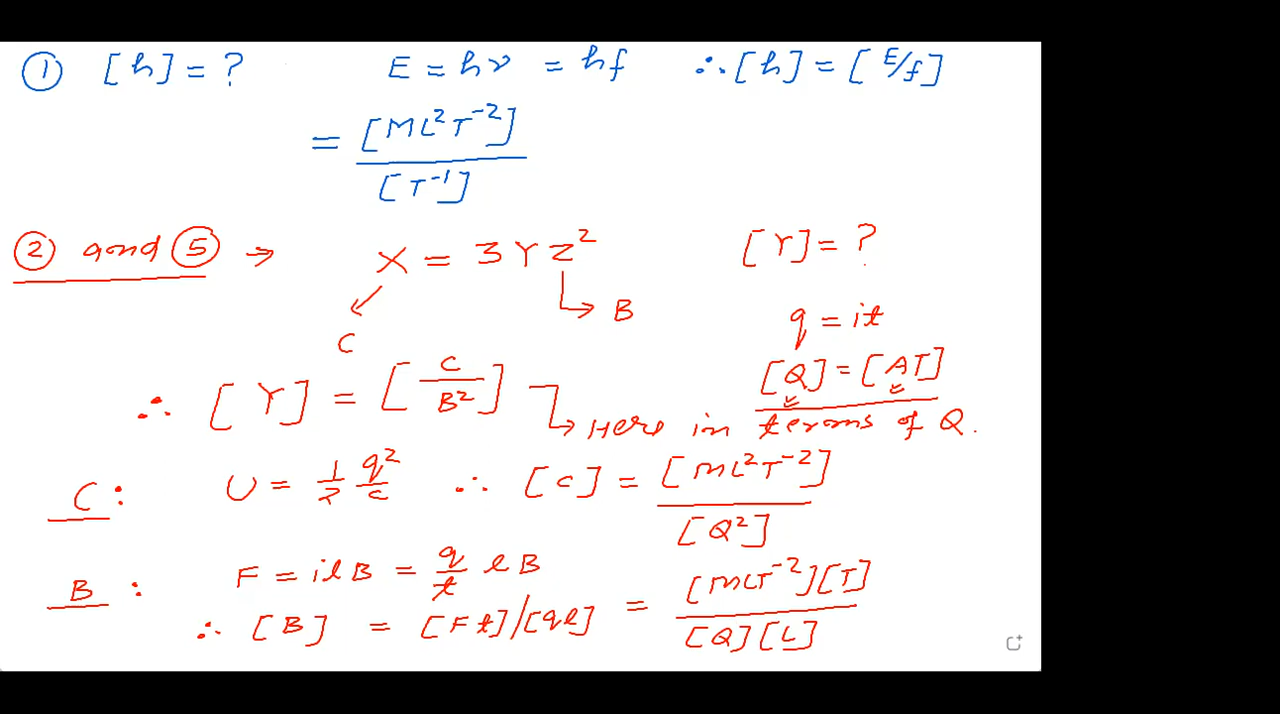 ① [h] = ? E = hν = hf ∴ [h] = [E/f]
= [ML²T⁻²] / [T⁻¹]
② and ⑤ → X = 3YZ² [Y] = ?
C B
q = it
[Q] = [AT]
∴ [Y] = [C/B²] → Here in terms of Q.
C : U = 1/2 q²/c ∴ [c] = [ML²T⁻²] / [Q²]
B : F = ilB = q/t lB
∴ [B] = [Ft]/[ql] = [MLT⁻²][T] / [Q][L]